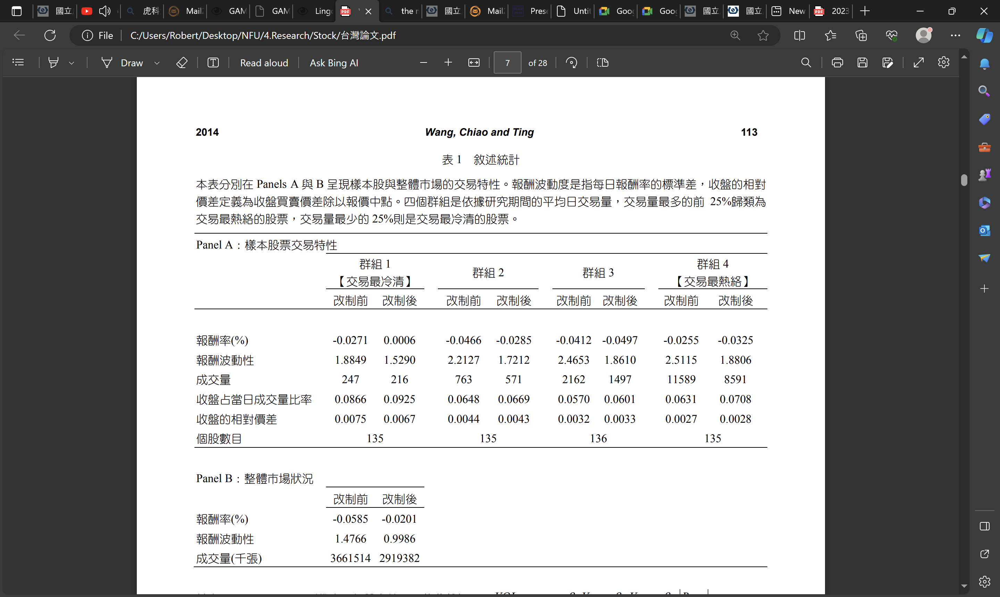 國立 虎科 Mail GAM GAM Ling PDF the n 國立 Mail Prese Untit Goo Goo 國立 國立 New PDF 2023
File C:/Users/Robert/Desktop/NFU/4.Research/Stock/台灣論文.pdf
Draw Read aloud Ask Bing AI 7 of 28
2014 Wang, Chiao and Ting 113
表 1 敘述統計
本表分別在 Panels A 與 B 呈現樣本股與整體市場的交易特性。報酬波動度是指每日報酬率的標準差，收盤的相對
價差定義為收盤買賣價差除以報價中點。四個群組是依據研究期間的平均日交易量，交易量最多的前 25%歸類為
交易最熱絡的股票，交易量最少的 25%則是交易最冷清的股票。
Panel A：樣本股票交易特性
群組 1 群組 2 群組 3 群組 4
【交易最冷清】 【交易最熱絡】
改制前 改制後 改制前 改制後 改制前 改制後 改制前 改制後
報酬率(%) -0.0271 0.0006 -0.0466 -0.0285 -0.0412 -0.0497 -0.0255 -0.0325
報酬波動性 1.8849 1.5290 2.2127 1.7212 2.4653 1.8610 2.5115 1.8806
成交量 247 216 763 571 2162 1497 11589 8591
收盤占當日成交量比率 0.0866 0.0925 0.0648 0.0669 0.0570 0.0601 0.0631 0.0708
收盤的相對價差 0.0075 0.0067 0.0044 0.0043 0.0032 0.0033 0.0027 0.0028
個股數目 135 135 136 135
Panel B：整體市場狀況
改制前 改制後
報酬率(%) -0.0585 -0.0201
報酬波動性 1.4766 0.9986
成交量(千張) 3661514 2919382